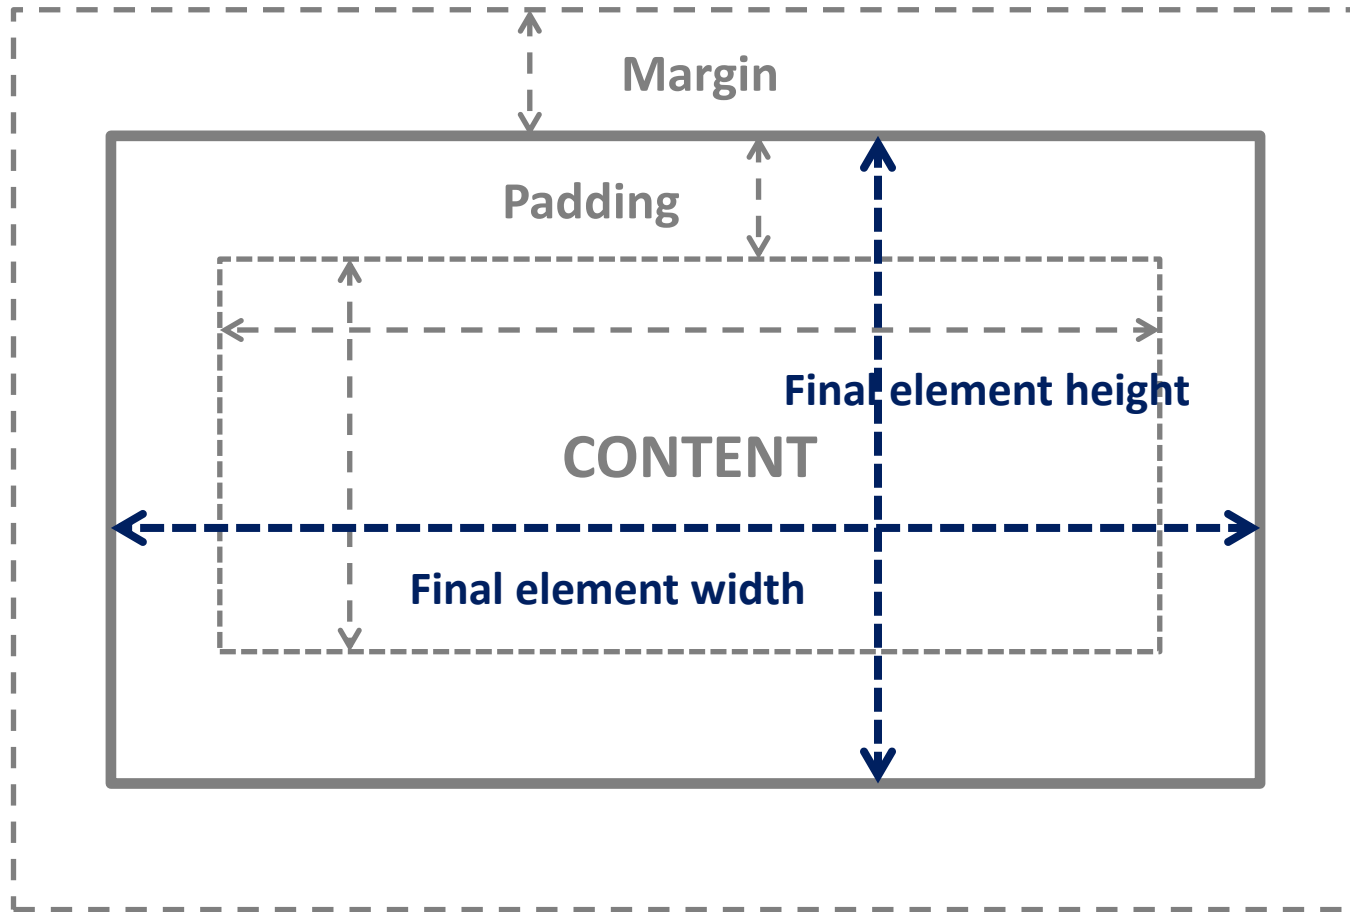 Margin
Padding
Final element height
CONTENT
Final element width